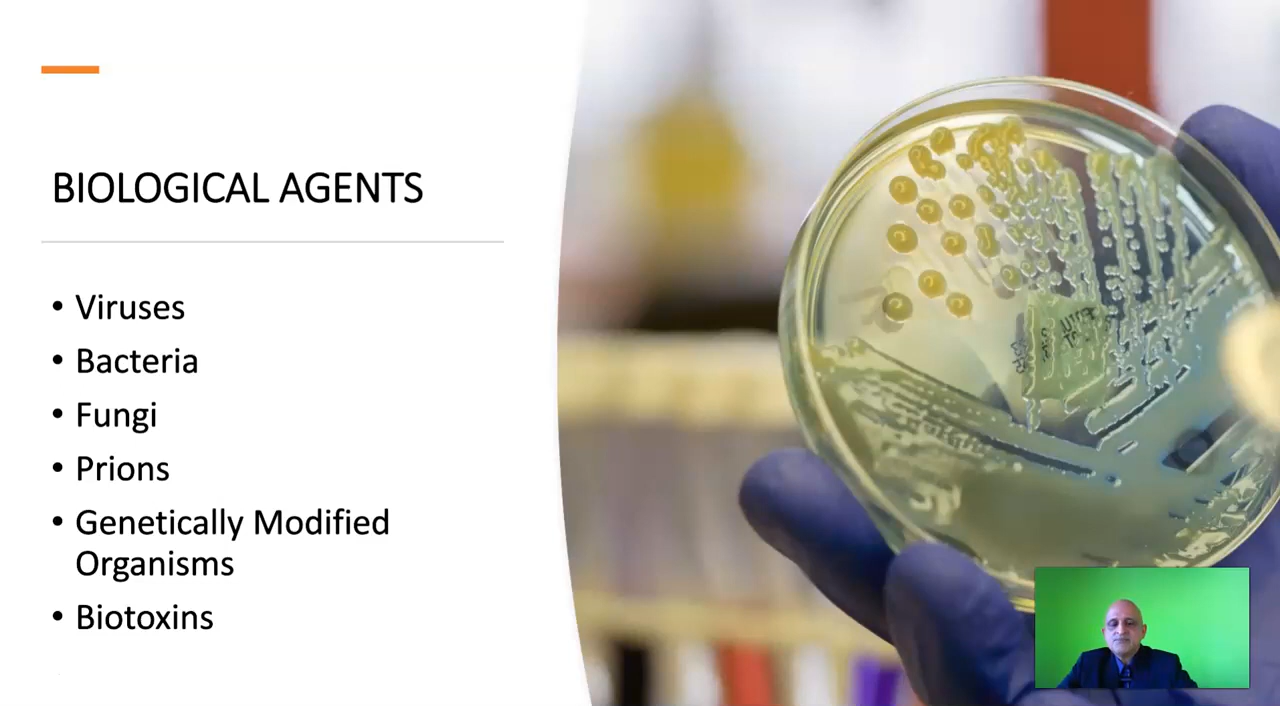 BIOLOGICAL AGENTS
• Viruses
• Bacteria
• Fungi
• Prions
• Genetically Modified
Organisms
• Biotoxins